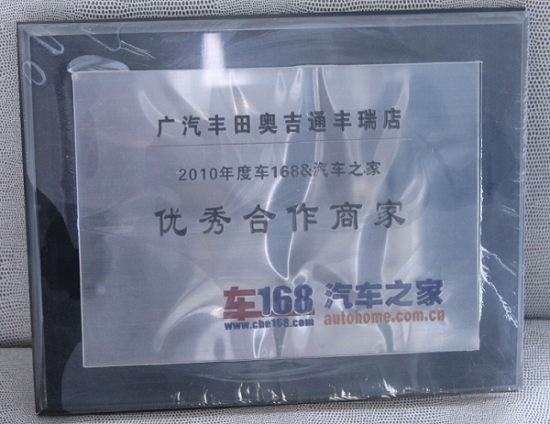 广汽丰田奥吉通丰瑞店
2010年度车168&汽车之家
优秀合作商家
车168 汽车之家
www.che168.com autohome.com.cn